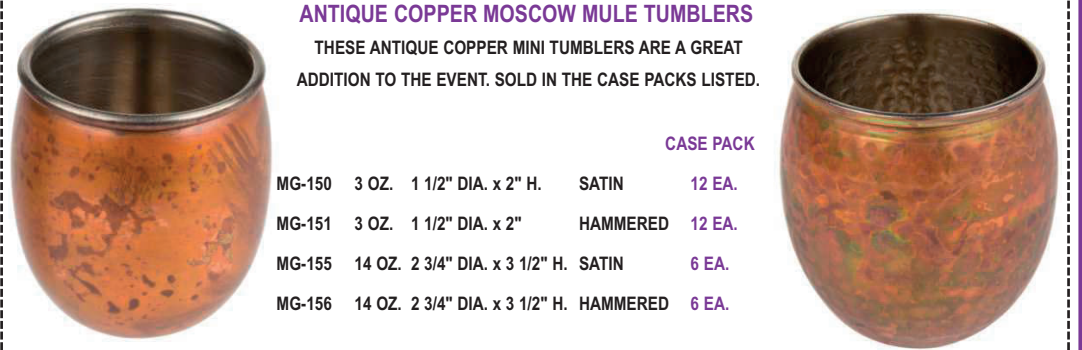 ANTIQUE COPPER MOSCOW MULE TUMBLERS
THESE ANTIQUE COPPER MINI TUMBLERS ARE A GREAT
ADDITION TO THE EVENT. SOLD IN THE CASE PACKS LISTED.
CASE PACK
MG-150 3 OZ. 1 1/2" DIA. x 2" H. SATIN 12 EA.
MG-151 3 OZ. 1 1/2" DIA. x 2" HAMMERED 12 EA.
MG-155 14 OZ. 2 3/4" DIA. x 3 1/2" H. SATIN 6 EA.
MG-156 14 OZ. 2 3/4" DIA. x 3 1/2" H. HAMMERED 6 EA.